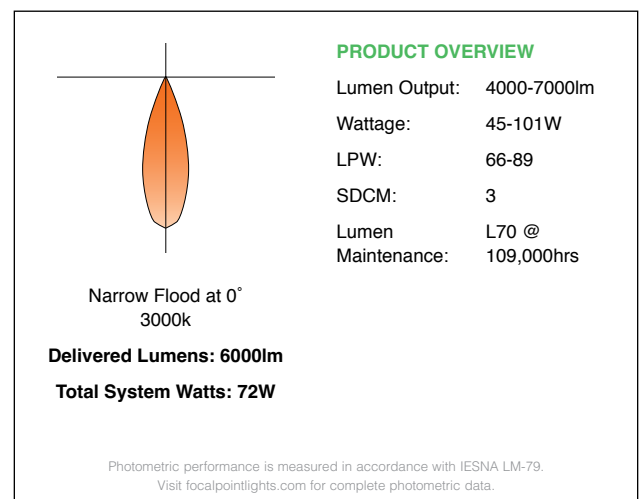 PRODUCT OVERVIEW
Lumen Output: 4000-7000lm
Wattage: 45-101W
LPW: 66-89
SDCM: 3
Lumen L70 @
Maintenance: 109,000hrs
Narrow Flood at 0˚
3000k
Delivered Lumens: 6000lm
Total System Watts: 72W
Photometric performance is measured in accordance with IESNA LM-79.
Visit focalpointlights.com for complete photometric data.